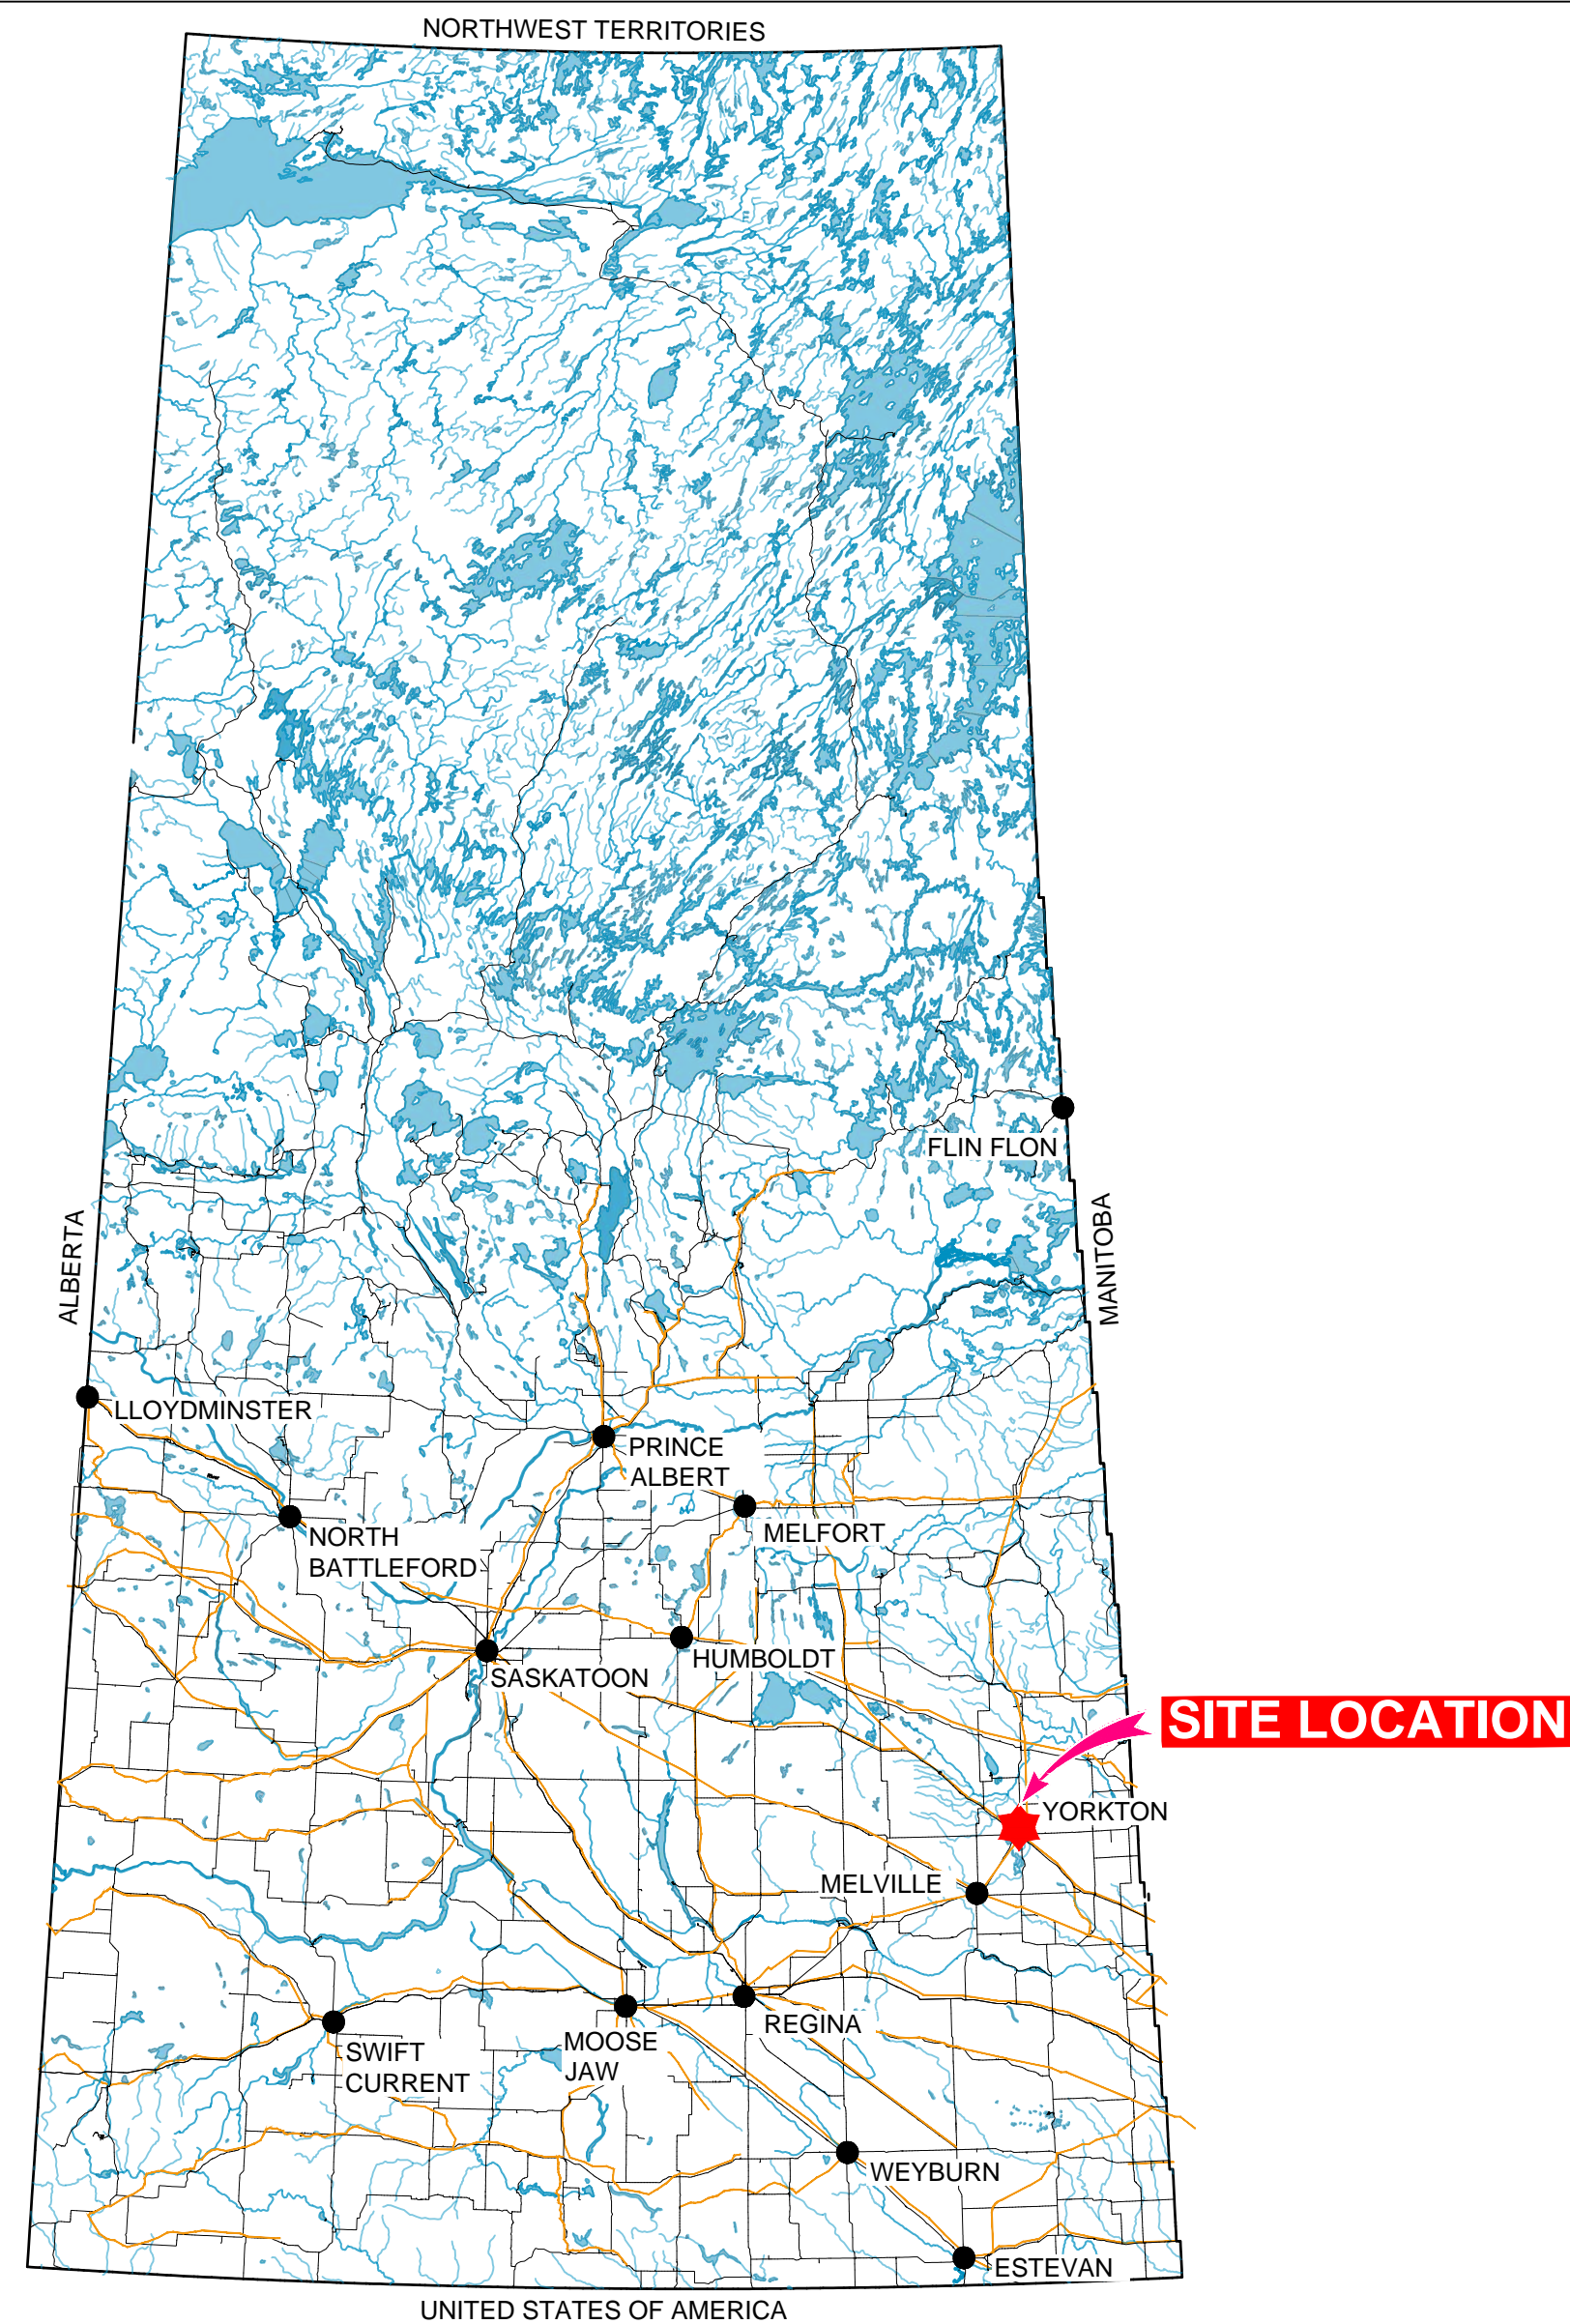 NORTHWEST TERRITORIES
FLIN FLON
ALBERTA
MANITOBA
LLOYDMINSTER
PRINCE
ALBERT
MELFORT
NORTH
BATTLEFORD
HUMBOLDT
SASKATOON
SITE LOCATION
YORKTON
MELVILLE
REGINA
MOOSE
JAW
SWIFT
CURRENT
WEYBURN
ESTEVAN
UNITED STATES OF AMERICA